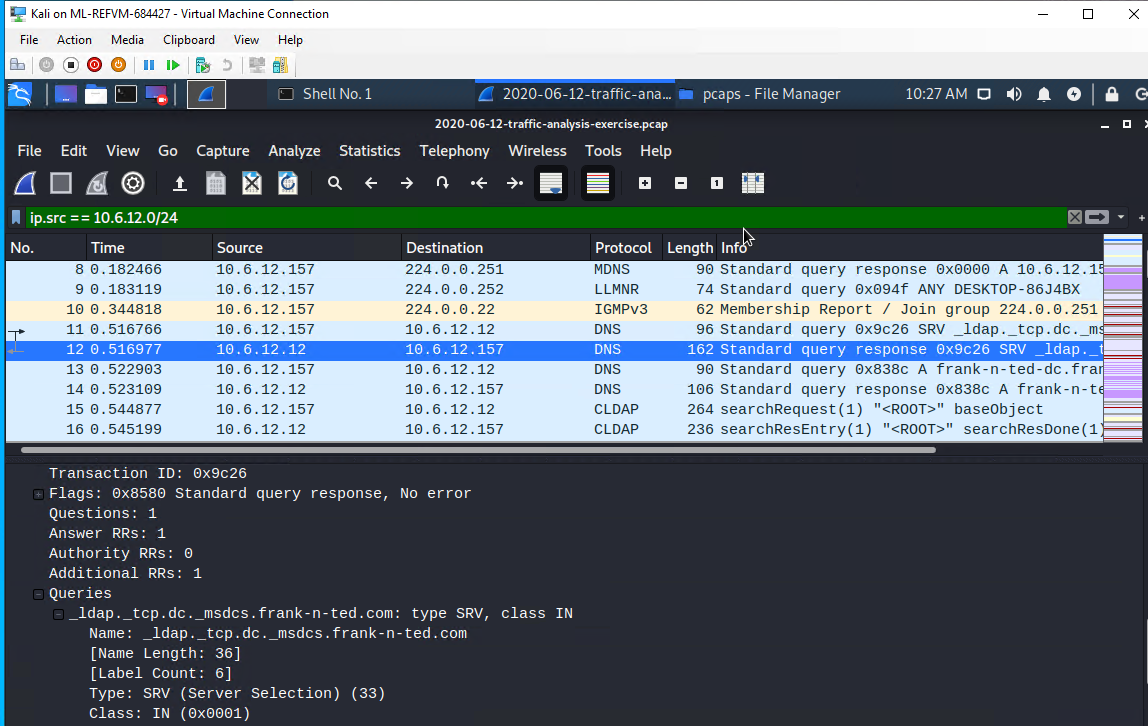 Kali on ML-REFVM-684427 - Virtual Machine Connection
File Action Media Clipboard View Help
Shell No. 1 2020-06-12-traffic-ana... pcaps - File Manager 10:27 AM
2020-06-12-traffic-analysis-exercise.pcap
File Edit View Go Capture Analyze Statistics Telephony Wireless Tools Help
ip.src == 10.6.12.0/24
No. Time Source Destination Protocol Length Info
8 0.182466 10.6.12.157 224.0.0.251 MDNS 90 Standard query response 0x0000 A 10.6.12.15
9 0.183119 10.6.12.157 224.0.0.252 LLMNR 74 Standard query 0x094f ANY DESKTOP-86J4BX
10 0.344818 10.6.12.157 224.0.0.22 IGMPv3 62 Membership Report / Join group 224.0.0.251
11 0.516766 10.6.12.157 10.6.12.12 DNS 96 Standard query 0x9c26 SRV _ldap._tcp.dc._ms
12 0.516977 10.6.12.12 10.6.12.157 DNS 162 Standard query response 0x9c26 SRV _ldap._t
13 0.522903 10.6.12.157 10.6.12.12 DNS 90 Standard query 0x838c A frank-n-ted-dc.fran
14 0.523109 10.6.12.12 10.6.12.157 DNS 106 Standard query response 0x838c A frank-n-te
15 0.544877 10.6.12.157 10.6.12.12 CLDAP 264 searchRequest(1) "<ROOT>" baseObject
16 0.545199 10.6.12.12 10.6.12.157 CLDAP 236 searchResEntry(1) "<ROOT>" searchResDone(1)
Transaction ID: 0x9c26
Flags: 0x8580 Standard query response, No error
Questions: 1
Answer RRs: 1
Authority RRs: 0
Additional RRs: 1
Queries
_ldap._tcp.dc._msdcs.frank-n-ted.com: type SRV, class IN
Name: _ldap._tcp.dc._msdcs.frank-n-ted.com
[Name Length: 36]
[Label Count: 6]
Type: SRV (Server Selection) (33)
Class: IN (0x0001)